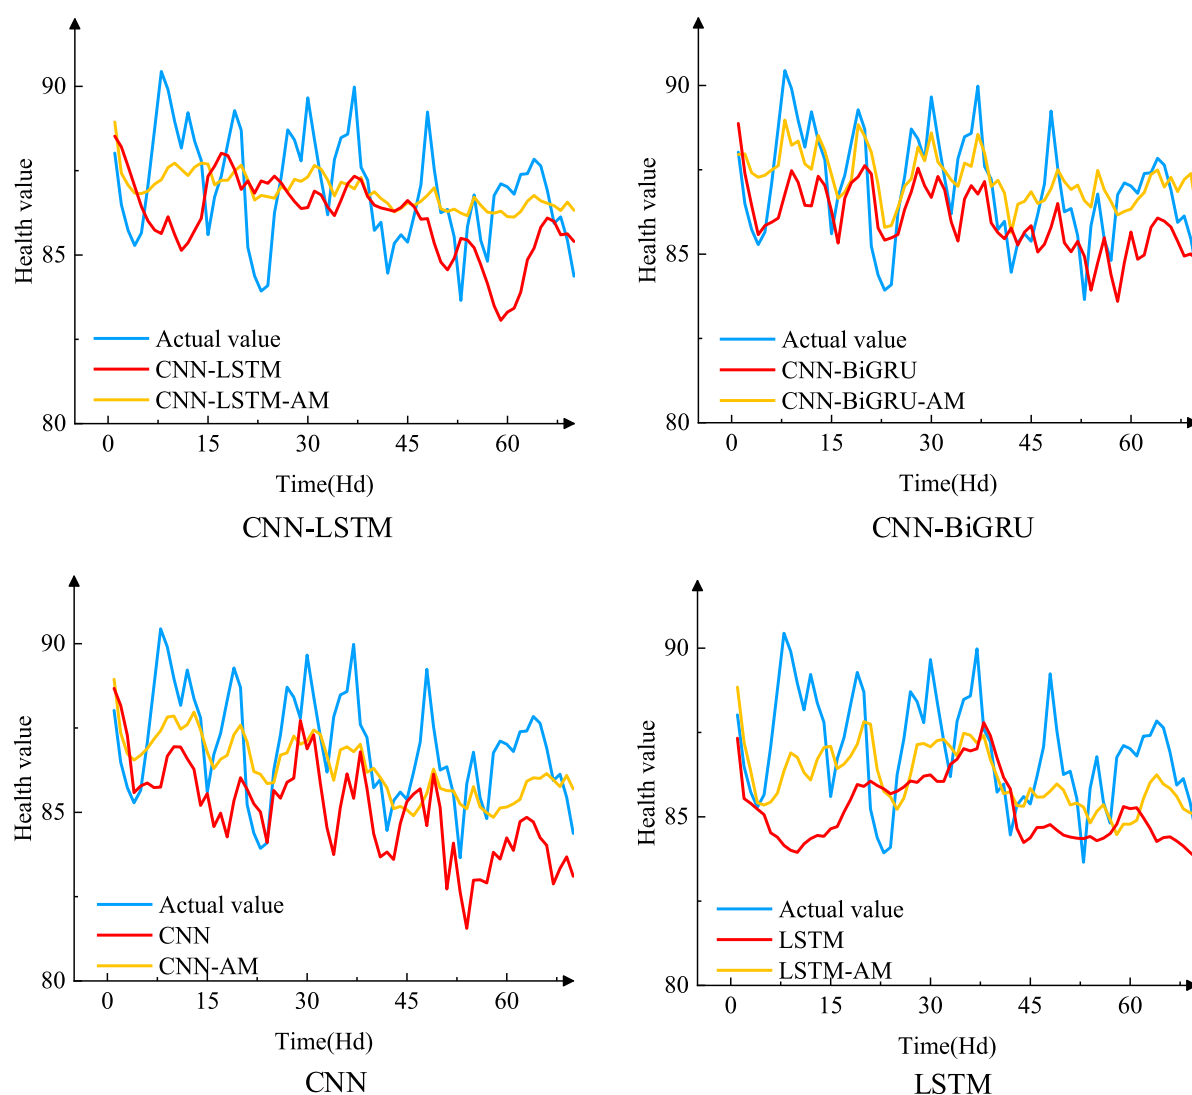 90
85
80
Health value
Actual value
CNN-LSTM
CNN-LSTM-AM
0 15 30 45 60
Time(Hd)
CNN-LSTM
90
85
80
Health value
Actual value
CNN-BiGRU
CNN-BiGRU-AM
0 15 30 45 60
Time(Hd)
CNN-BiGRU
90
85
80
Health value
Actual value
CNN
CNN-AM
0 15 30 45 60
Time(Hd)
CNN
90
85
80
Health value
Actual value
LSTM
LSTM-AM
0 15 30 45 60
Time(Hd)
LSTM